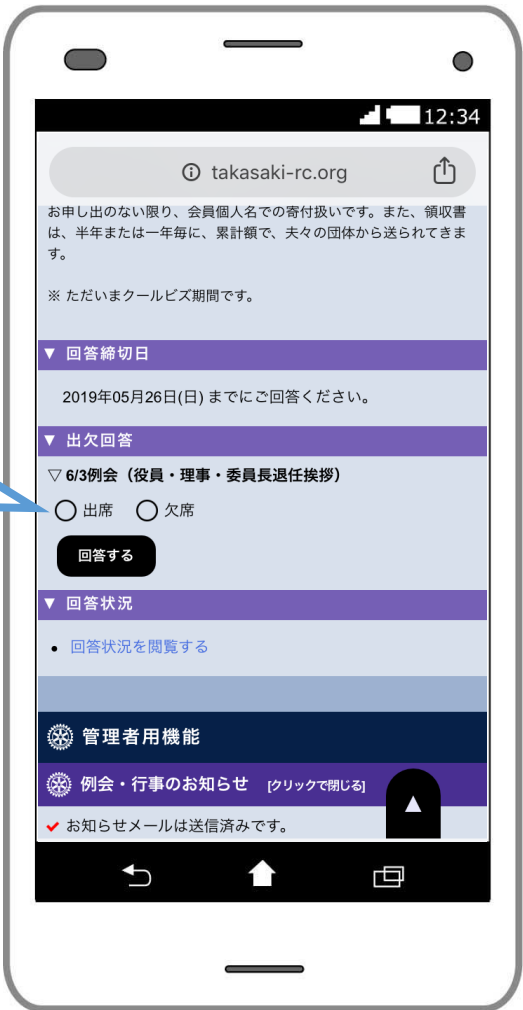 12:34
takasaki-rc.org
お申し出のない限り、会員個人名での寄付扱いです。また、領収書
は、半年または一年毎に、累計額で、夫々の団体から送られてきま
す。
※ ただいまクールビズ期間です。
▼ 回答締切日
2019年05月26日(日) までにご回答ください。
▼ 出欠回答
▽ 6/3例会（役員・理事・委員長退任挨拶）
出席 欠席
回答する
▼ 回答状況
• 回答状況を閲覧する
管理者用機能
例会・行事のお知らせ [クリックで閉じる]
▲
お知らせメールは送信済みです。